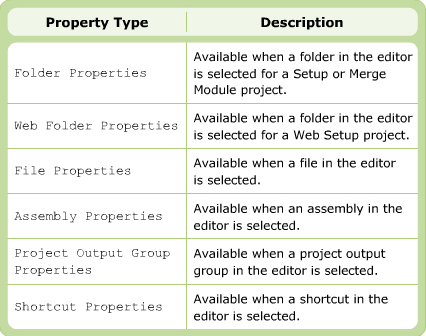 Property Type Description
Folder Properties
Available when a folder in the editor
is selected for a Setup or Merge
Module project.
Web Folder Properties
Available when a folder in the editor
is selected for a Web Setup project.
File Properties
Available when a file in the editor
is selected.
Assembly Properties
Available when an assembly in the
editor is selected.
Project Output Group
Properties
Available when a project output
group in the editor is selected.
Shortcut Properties
Available when a shortcut in the
editor is selected.